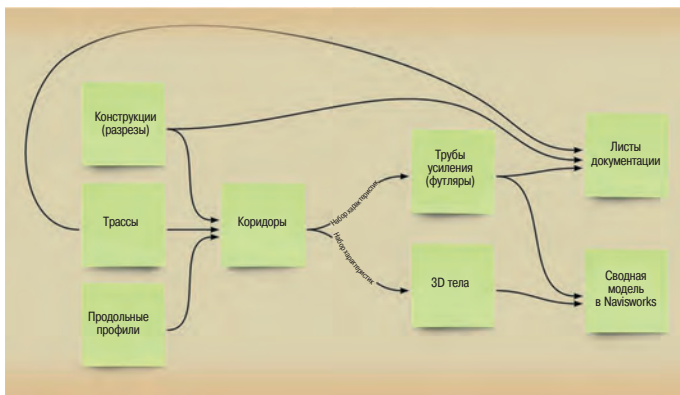 Конструкции
(разрезы)
Трассы
Продольные
профили
Коридоры
Набор характеристик
Набор характеристик
Трубы
усиления
(футляры)
3D тела
Листы
документации
Сводная
модель
в Navisworks